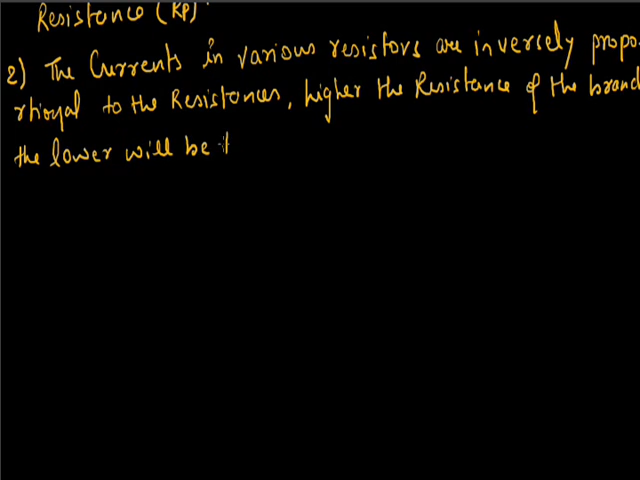 Resistance (RP)
2) The Currents in various resistors are inversely propo-
rtional to the Resistances, higher the Resistance of the branc
the lower will be t